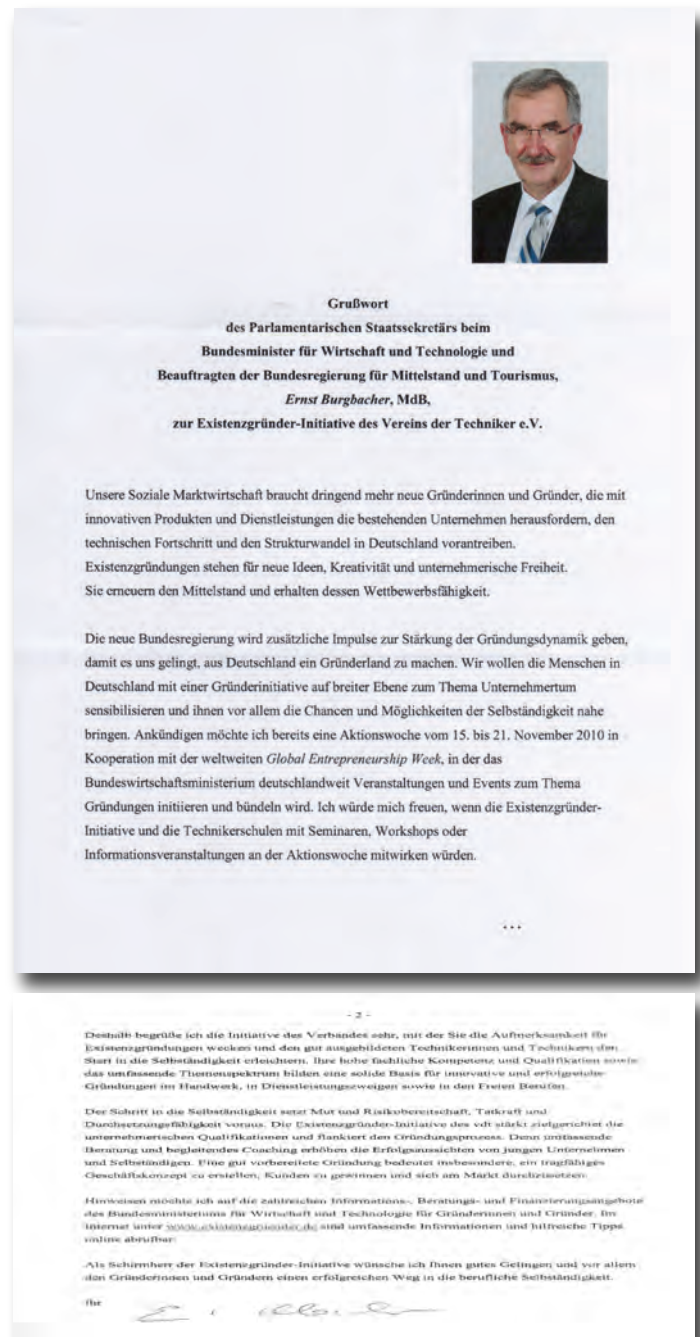 Grußwort
des Parlamentarischen Staatssekretärs beim
Bundesminister für Wirtschaft und Technologie und
Beauftragten der Bundesregierung für Mittelstand und Tourismus,
Ernst Burgbacher, MdB,
zur Existenzgründer-Initiative des Vereins der Techniker e.V.
Unsere Soziale Marktwirtschaft braucht dringend mehr neue Gründerinnen und Gründer, die mit
innovativen Produkten und Dienstleistungen die bestehenden Unternehmen herausfordern, den
technischen Fortschritt und den Strukturwandel in Deutschland vorantreiben.
Existenzgründungen stehen für neue Ideen, Kreativität und unternehmerische Freiheit.
Sie erneuern den Mittelstand und erhalten dessen Wettbewerbsfähigkeit.
Die neue Bundesregierung wird zusätzliche Impulse zur Stärkung der Gründungsdynamik geben,
damit es uns gelingt, aus Deutschland ein Gründerland zu machen. Wir wollen die Menschen in
Deutschland mit einer Gründerinitiative auf breiter Ebene zum Thema Unternehmertum
sensibilisieren und ihnen vor allem die Chancen und Möglichkeiten der Selbständigkeit nahe
bringen. Ankündigen möchte ich bereits eine Aktionswoche vom 15. bis 21. November 2010 in
Kooperation mit der weltweiten Global Entrepreneurship Week, in der das
Bundeswirtschaftsministerium deutschlandweit Veranstaltungen und Events zum Thema
Gründungen initiieren und bündeln wird. Ich würde mich freuen, wenn die Existenzgründer-
Initiative und die Technikerschulen mit Seminaren, Workshops oder
Informationsveranstaltungen an der Aktionswoche mitwirken würden.
...
- 2 -
Deshalb begrüße ich die Initiative des Verbandes sehr, mit der Sie die Aufmerksamkeit für
Existenzgründungen wecken und den gut ausgebildeten Technikerinnen und Technikern den
Start in die Selbständigkeit erleichtern. Ihre hohe fachliche Kompetenz und Qualifikation sowie
das umfassende Themenspektrum bilden eine solide Basis für innovative und erfolgreiche
Gründungen im Handwerk, in Dienstleistungszweigen sowie in den Freien Berufen.
Der Schritt in die Selbständigkeit setzt Mut und Risikobereitschaft, Tatkraft und
Durchsetzungsfähigkeit voraus. Die Existenzgründer-Initiative des vdt stärkt zielgerichtet die
unternehmerischen Qualifikationen und flankiert den Gründungsprozess. Denn umfassende
Beratung und begleitendes Coaching erhöhen die Erfolgsaussichten von jungen Unternehmen
und Selbständigen. Eine gut vorbereitete Gründung bedeutet insbesondere, ein tragfähiges
Geschäftskonzept zu erstellen, Kunden zu gewinnen und sich am Markt durchzusetzen.
Hinweisen möchte ich auf die zahlreichen Informations-, Beratungs- und Finanzierungsangebote
des Bundesministeriums für Wirtschaft und Technologie für Gründerinnen und Gründer. Im
Internet unter www.existenzgruender.de sind umfassende Informationen und hilfreiche Tipps
online abrufbar.
Als Schirmherr der Existenzgründer-Initiative wünsche ich Ihnen gutes Gelingen und vor allem
den Gründerinnen und Gründern einen erfolgreichen Weg in die berufliche Selbständigkeit.
Ihr